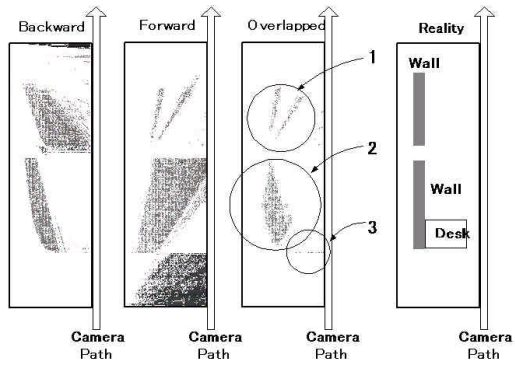 Backward
Forward
Overlapped
Reality
1
2
3
Wall
Wall
Desk
Camera
Path
Camera
Path
Camera
Path
Camera
Path